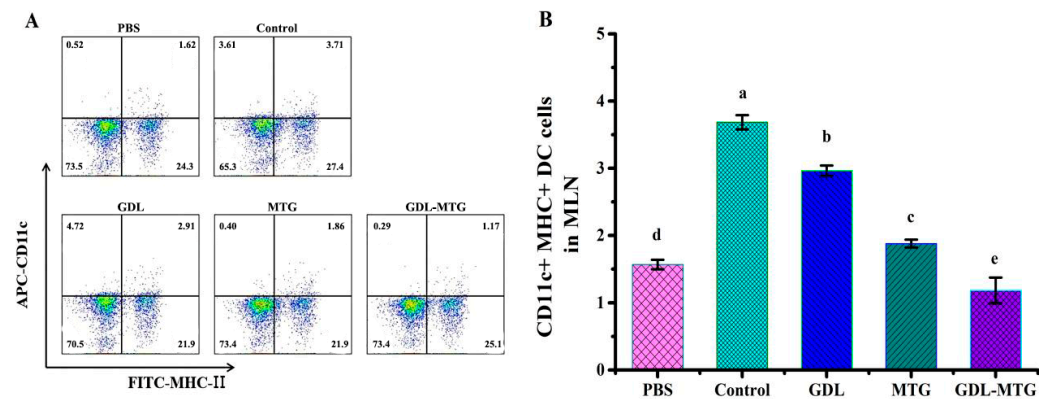 A
PBS
Control
0.52
1.62
3.61
3.71
73.5
24.3
65.3
27.4
GDL
MTG
GDL-MTG
4.72
2.91
0.40
1.86
0.29
1.17
70.5
21.9
73.4
21.9
73.4
25.1
APC-CD11c
FITC-MHC-II
B
CD11c+ MHC+ DC cells
in MLN
6
5
4
3
2
1
0
d
a
b
c
e
PBS
Control
GDL
MTG
GDL-MTG